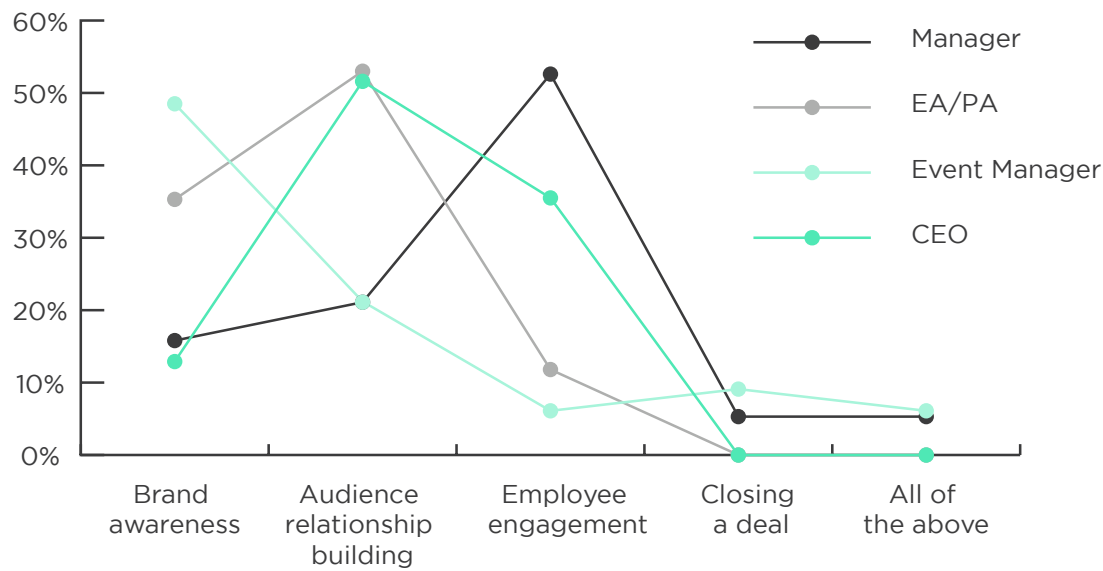 60%
50%
40%
30%
20%
10%
0%
Manager
EA/PA
Event Manager
CEO
Brand
awareness
Audience
relationship
building
Employee
engagement
Closing
a deal
All of
the above